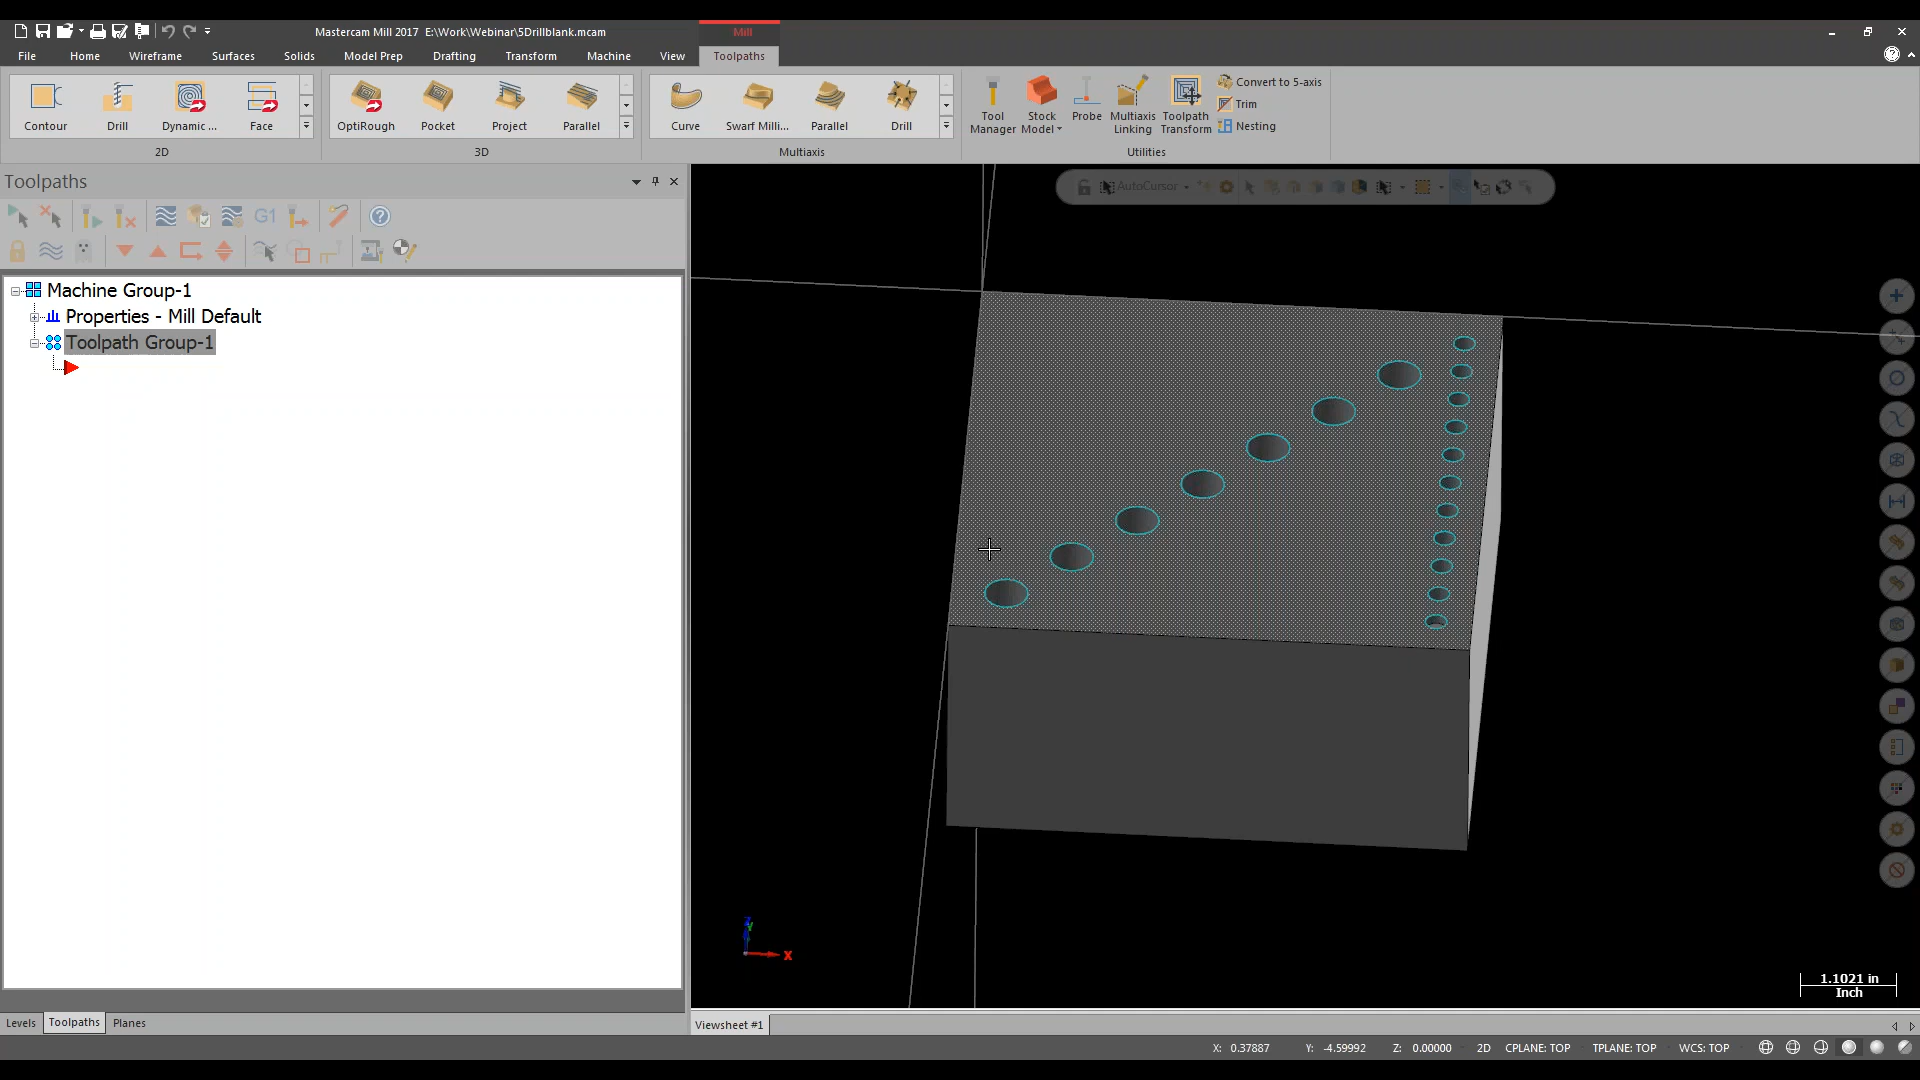 Mastercam Mill 2017 E:\Work\Webinar\5Drillblank.mcam
Mill
File Home Wireframe Surfaces Solids Model Prep Drafting Transform Machine View Toolpaths
Contour Drill Dynamic ... Face
2D
OptiRough Pocket Project Parallel
3D
Curve Swarf Milli... Parallel Drill
Multiaxis
Tool Manager
Stock Model
Probe
Multiaxis Linking
Toolpath Transform
Convert to 5-axis
Trim
Nesting
Utilities
Toolpaths
G1
AutoCursor
Machine Group-1
Properties - Mill Default
Toolpath Group-1
Z
Y
X
1.1021 in
Inch
Levels Toolpaths Planes
Viewsheet #1
X: 0.37887 Y: -4.59992 Z: 0.00000 2D CPLANE: TOP TPLANE: TOP WCS: TOP